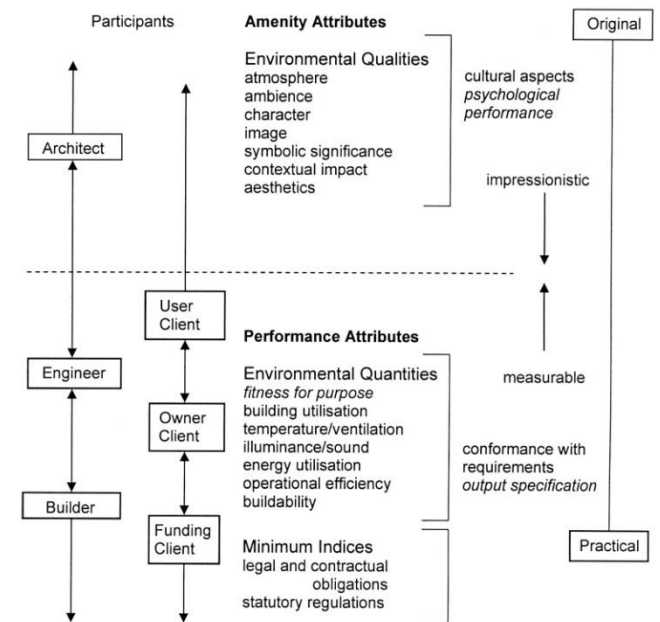 Participants
Architect
Engineer
Builder
User
Client
Owner
Client
Funding
Client
Amenity Attributes
Environmental Qualities
atmosphere
ambience
character
image
symbolic significance
contextual impact
aesthetics
Performance Attributes
Environmental Quantities
fitness for purpose
building utilisation
temperature/ventilation
illuminance/sound
energy utilisation
operational efficiency
buildability
Minimum Indices
legal and contractual
obligations
statutory regulations
cultural aspects
psychological
performance
impressionistic
measurable
conformance with
requirements
output specification
Original
Practical